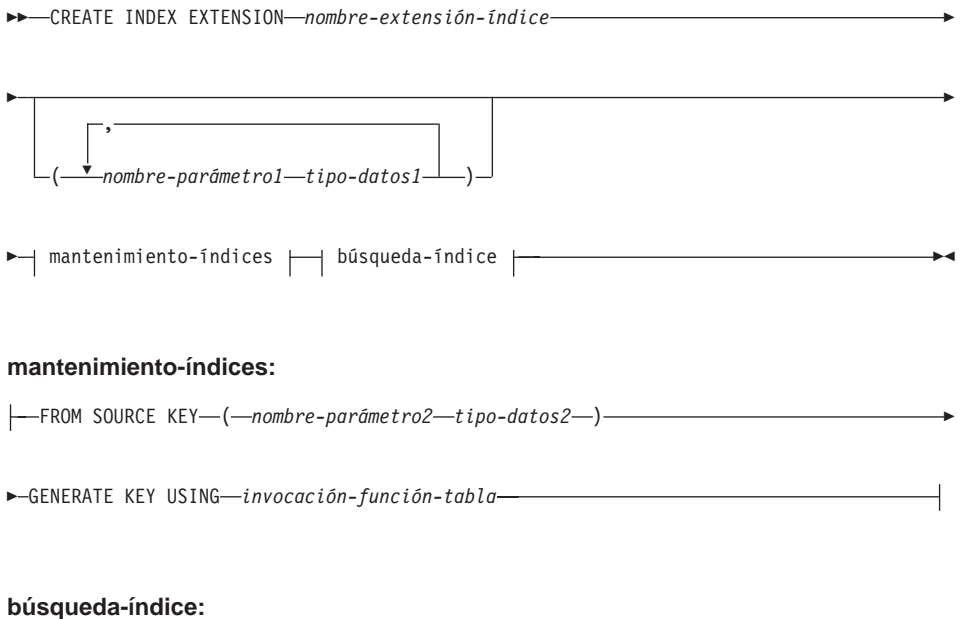 CREATE INDEX EXTENSION nombre-extensión-índice
,
( nombre-parámetro1 tipo-datos1 )
mantenimiento-índices búsqueda-índice
mantenimiento-índices:
FROM SOURCE KEY ( nombre-parámetro2 tipo-datos2 )
GENERATE KEY USING invocación-función-tabla
búsqueda-índice: